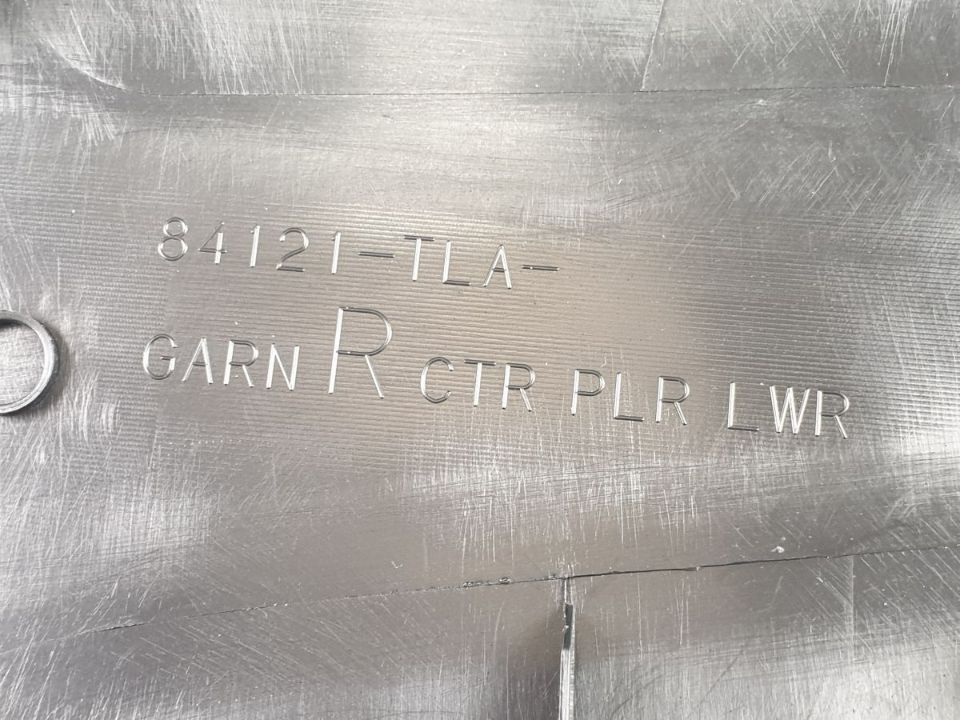 84121-TLA-
GARN R CTR PLR LWR